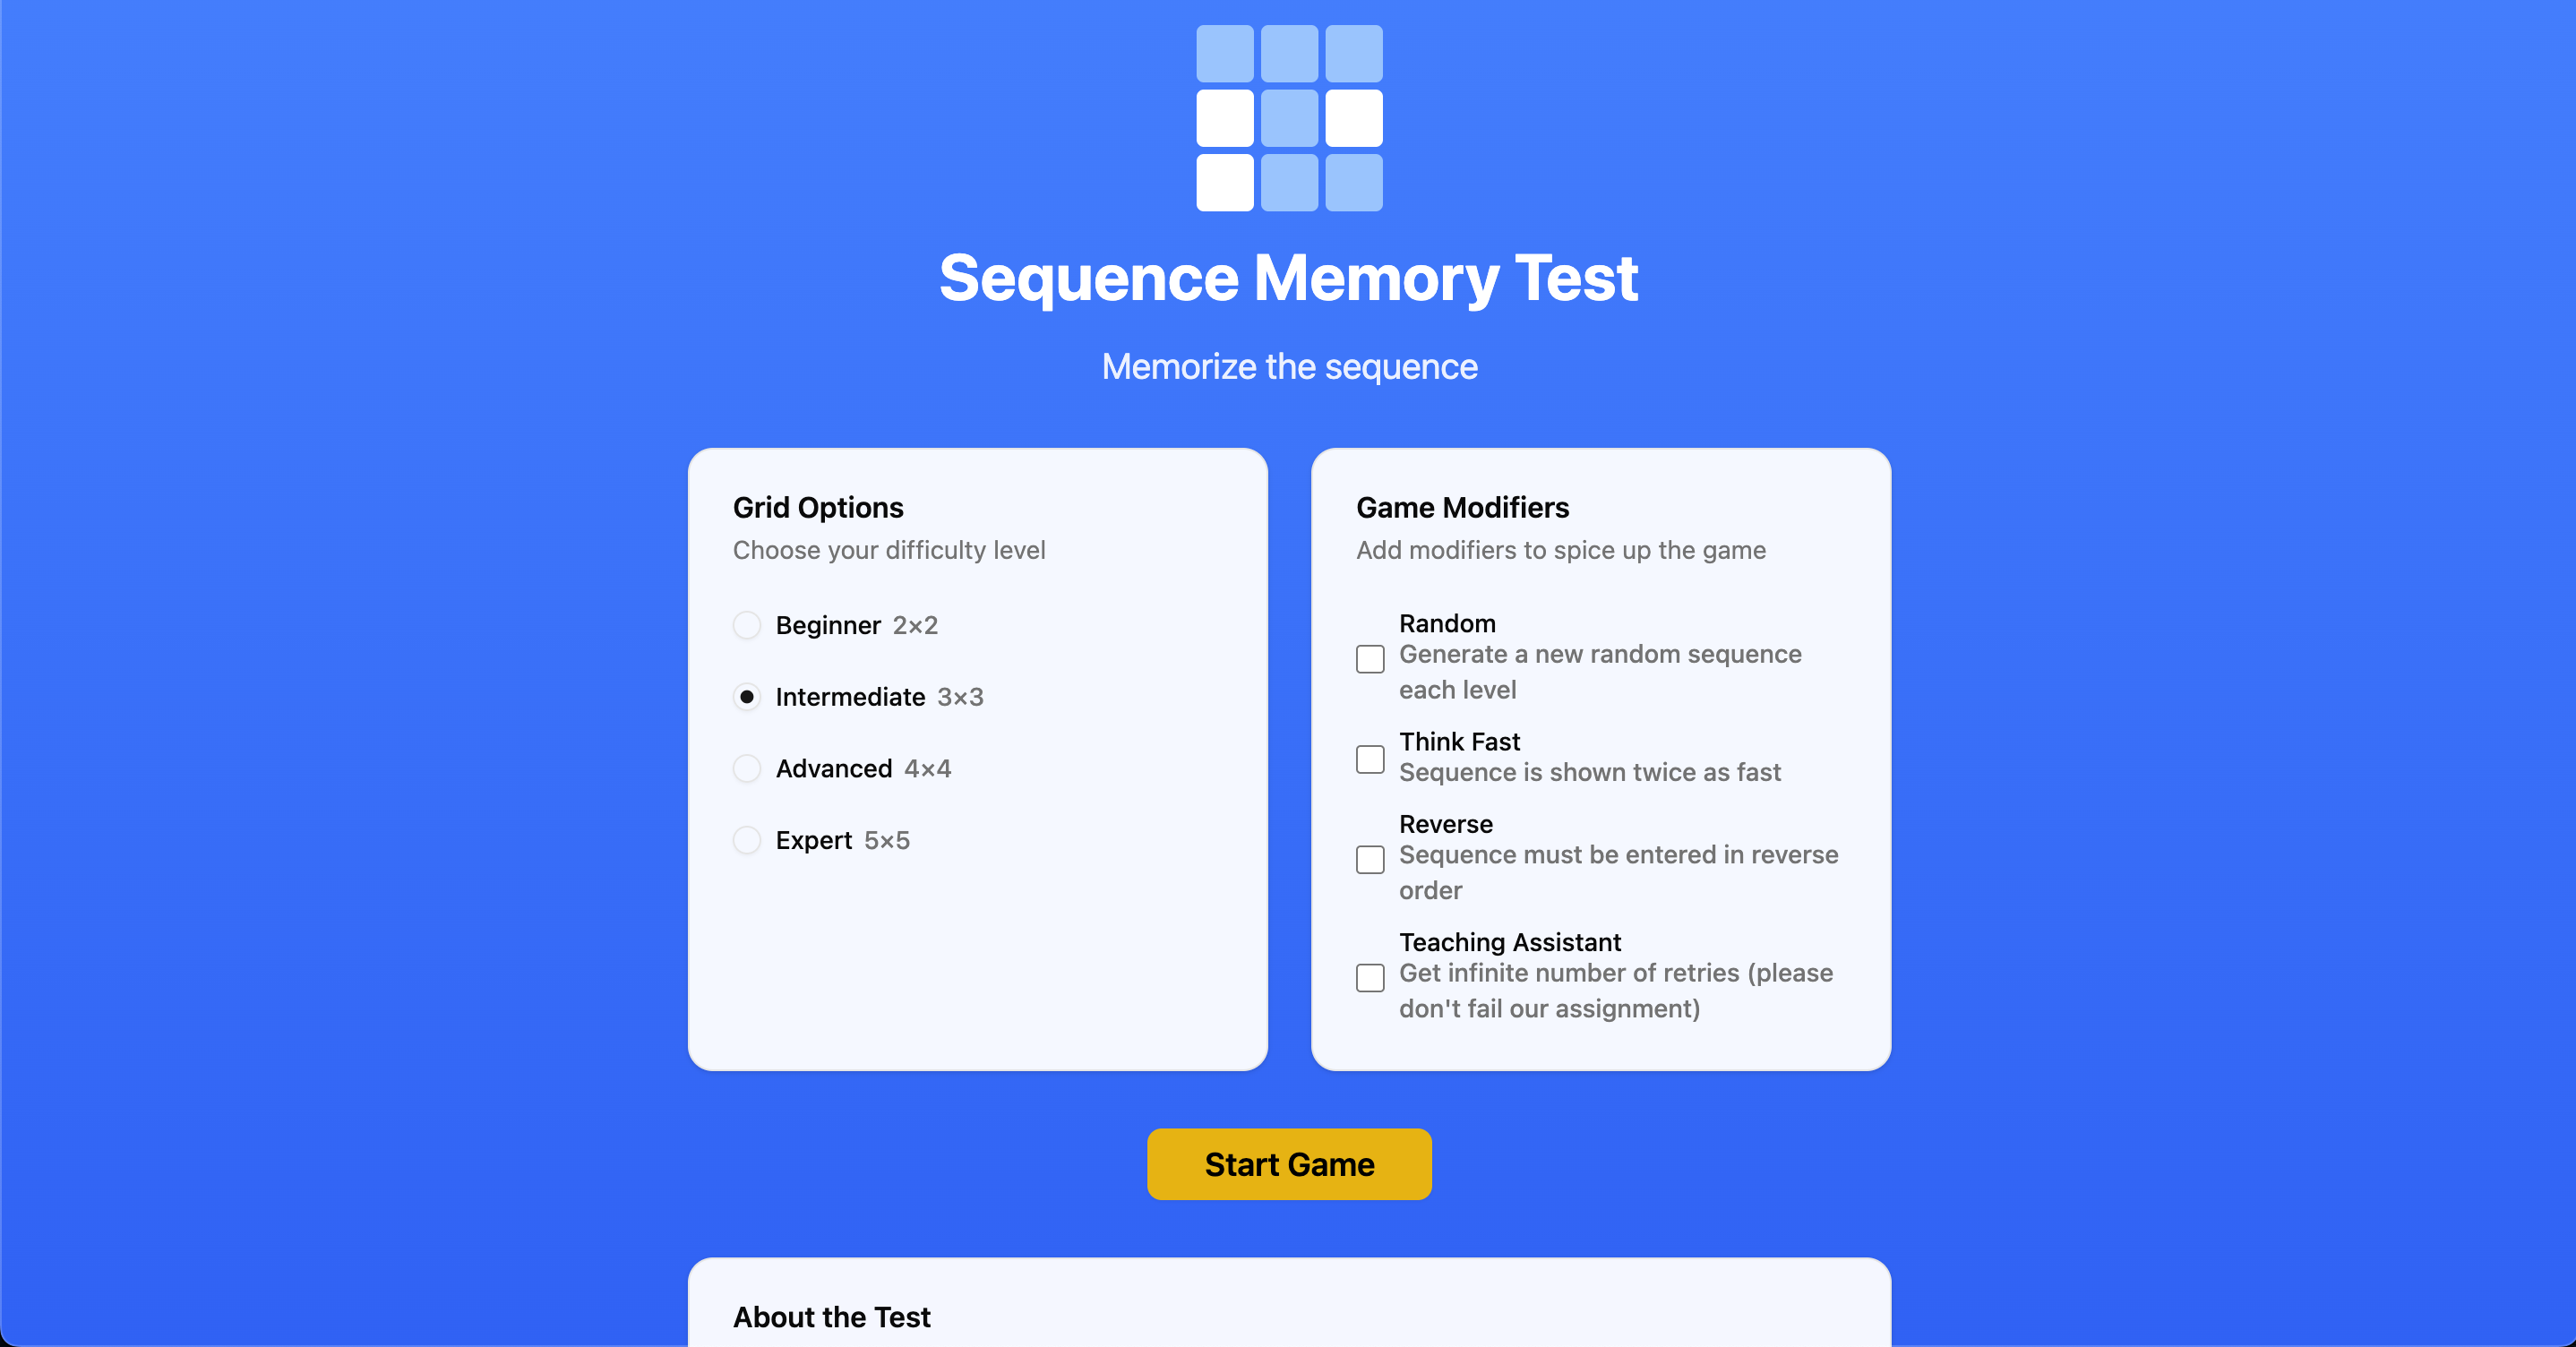 Sequence Memory Test
Memorize the sequence
Grid Options
Choose your difficulty level
Beginner 2×2
Intermediate 3×3
Advanced 4×4
Expert 5×5
Game Modifiers
Add modifiers to spice up the game
Random
Generate a new random sequence
each level
Think Fast
Sequence is shown twice as fast
Reverse
Sequence must be entered in reverse
order
Teaching Assistant
Get infinite number of retries (please
don't fail our assignment)
Start Game
About the Test